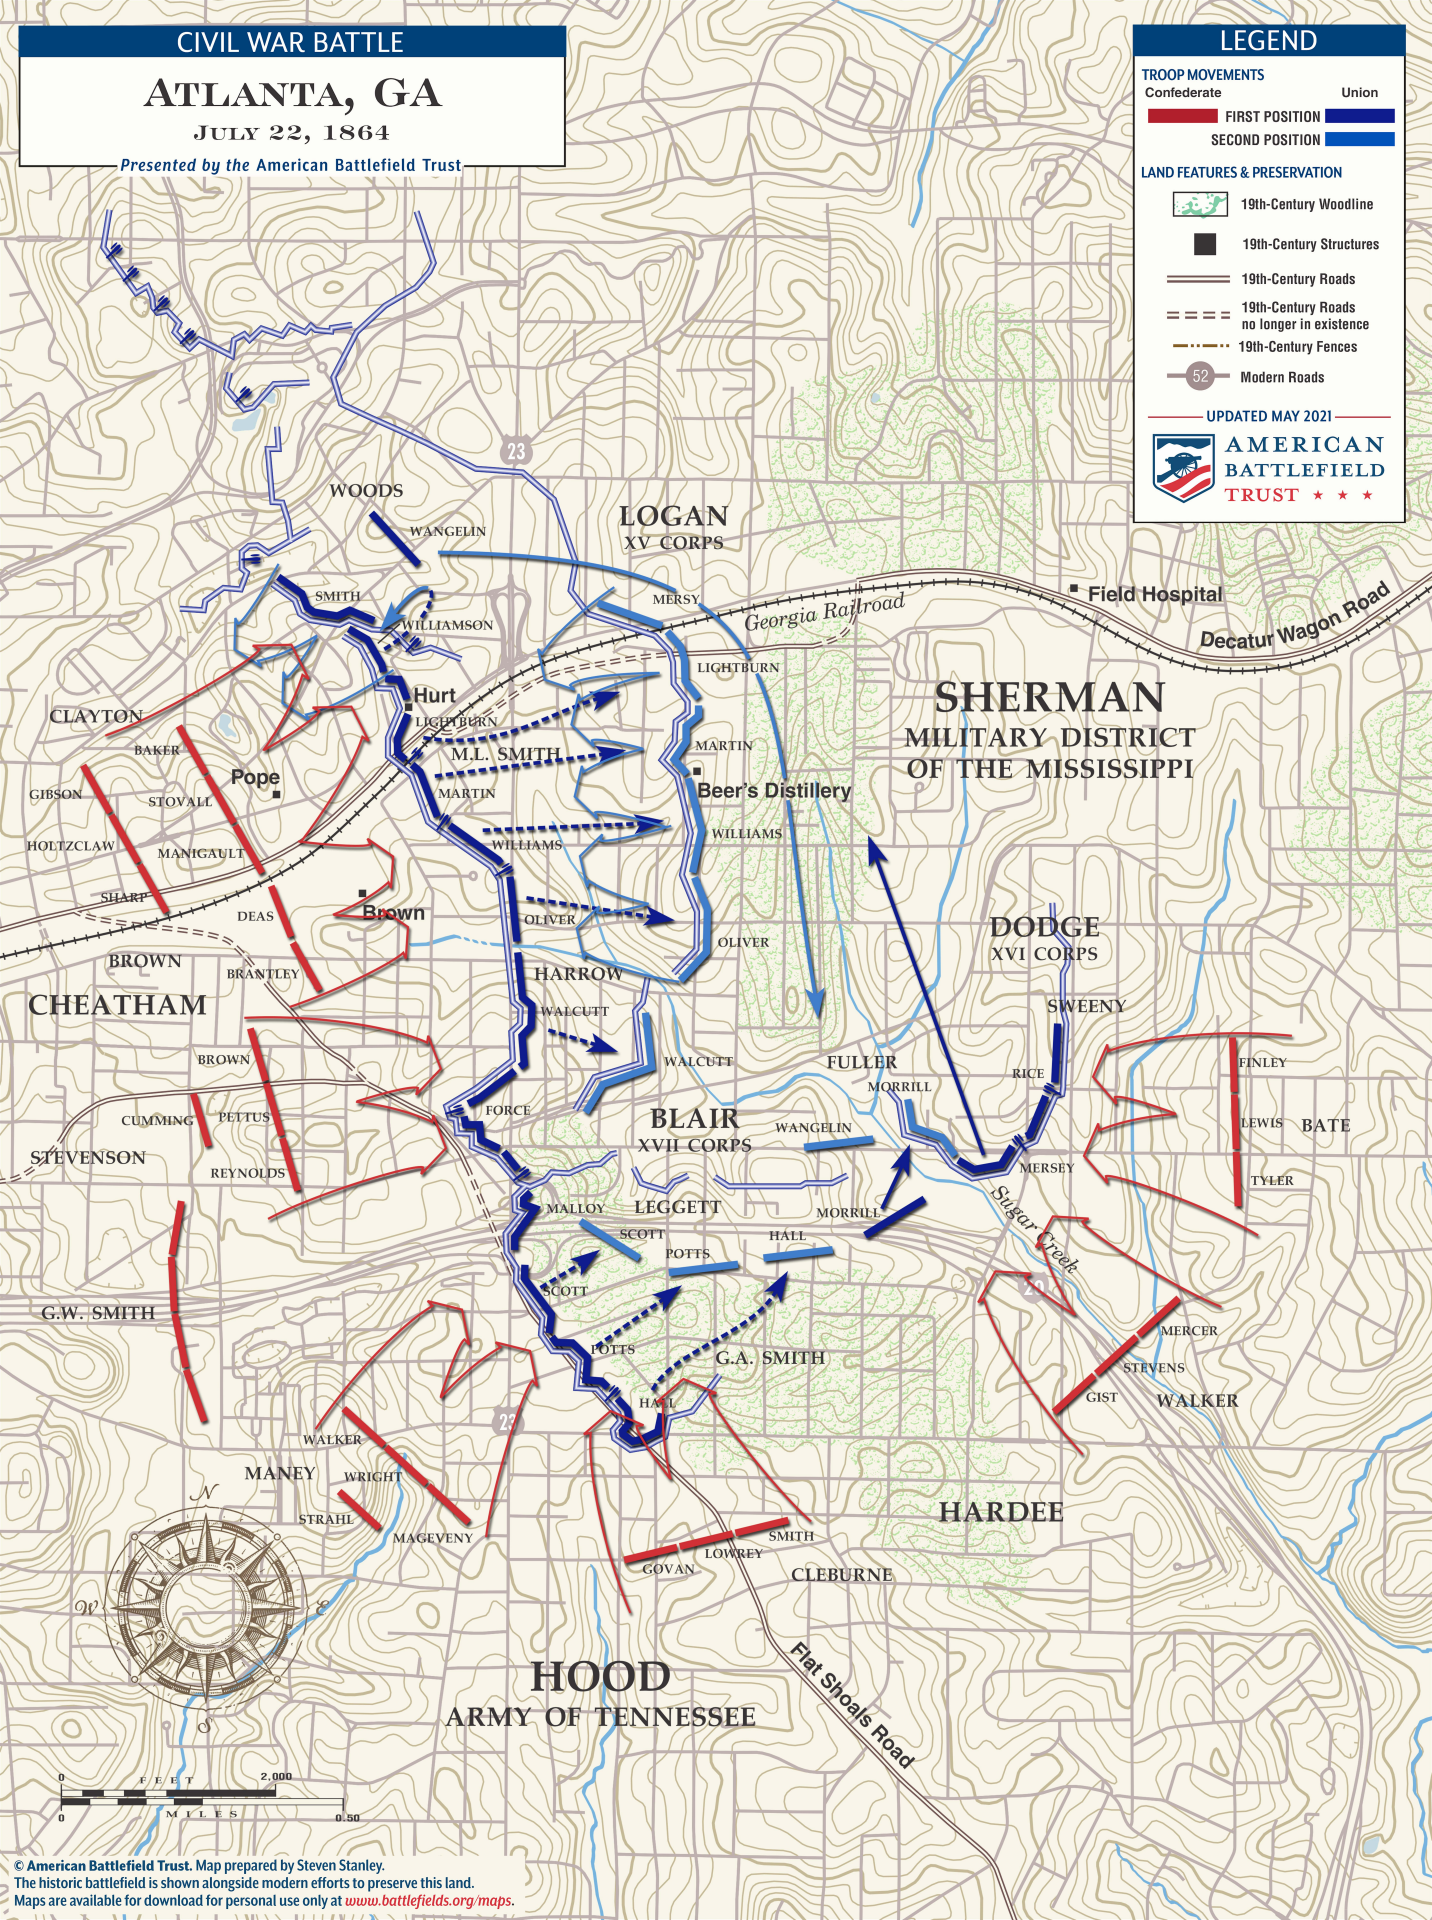 CIVIL WAR BATTLE
ATLANTA, GA
JULY 22, 1864
Presented by the American Battlefield Trust
LEGEND
TROOP MOVEMENTS
Confederate Union
FIRST POSITION
SECOND POSITION
LAND FEATURES & PRESERVATION
19th-Century Woodline
19th-Century Structures
19th-Century Roads
19th-Century Roads
no longer in existence
19th-Century Fences
52 Modern Roads
UPDATED MAY 2021
AMERICAN
BATTLEFIELD
TRUST
23
WOODS
WANGELIN
LOGAN
XV CORPS
SMITH
MERSY
WILLIAMSON
Georgia Railroad
Field Hospital
Decatur Wagon Road
LIGHTBURN
Hurt
LIGHTBURN
CLAYTON
SHERMAN
MILITARY DISTRICT
OF THE MISSISSIPPI
BAKER
M.L. SMITH
MARTIN
Pope
GIBSON
STOVALL
MARTIN
Beer's Distillery
HOLTZCLAW
MANIGAULT
WILLIAMS
WILLIAMS
SHARP
DEAS
Brown
OLIVER
OLIVER
DODGE
XVI CORPS
BROWN
BRANTLEY
HARROW
CHEATHAM
WALCUTT
SWEENY
BROWN
WALCUTT
FULLER
MORRILL
RICE
FINLEY
CUMMING
PETTUS
FORCE
BLAIR
XVII CORPS
WANGELIN
LEWIS
BATE
STEVENSON
REYNOLDS
MERSEY
TYLER
MALLOY
LEGGETT
MORRILL
Sugar Creek
SCOTT
POTTS
HALL
20
SCOTT
G.W. SMITH
POTTS
G.A. SMITH
MERCER
STEVENS
GIST
WALKER
HALL
23
WALKER
MANEY
WRIGHT
STRAHL
MAGEVENY
HARDEE
SMITH
LOWREY
GOVAN
CLEBURNE
N
W
E
S
HOOD
ARMY OF TENNESSEE
Flat Shoals Road
0 FEET 2,000
0 MILES 0.50
© American Battlefield Trust. Map prepared by Steven Stanley.
The historic battlefield is shown alongside modern efforts to preserve this land.
Maps are available for download for personal use only at www.battlefields.org/maps.